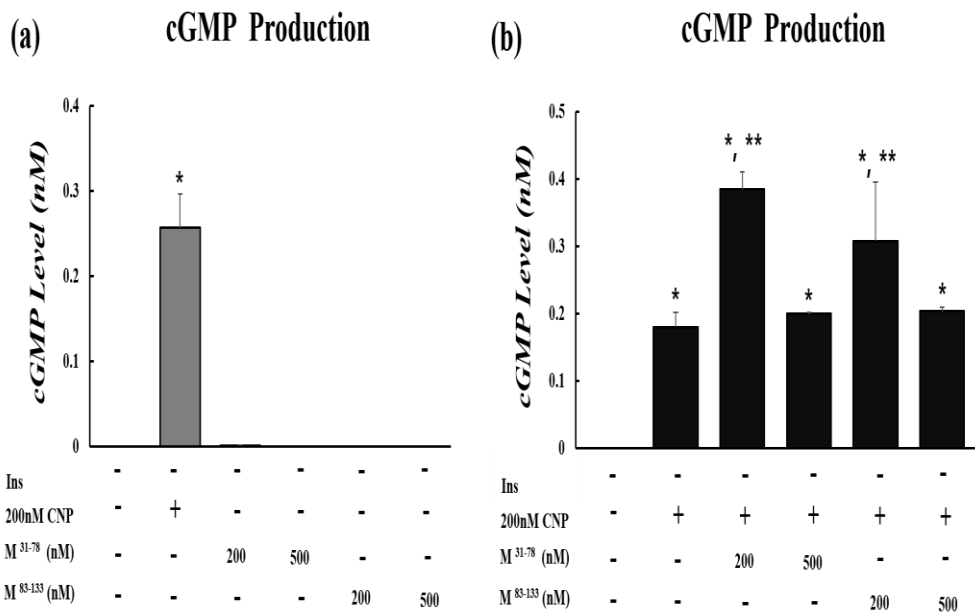 (a) cGMP Production
cGMP Level (nM)
0.4
0.3
0.2
0.1
0
*
Ins - - - - - -
200nM CNP - + - - - -
M 31-78 (nM) - - 200 500 - -
M 83-133 (nM) - - - - 200 500
(b) cGMP Production
cGMP Level (nM)
0.5
0.4
0.3
0.2
0.1
0
* *, ** * *, ** *
Ins - - - - - -
200nM CNP - + + + + +
M 31-78 (nM) - - 200 500 - -
M 83-133 (nM) - - - - 200 500